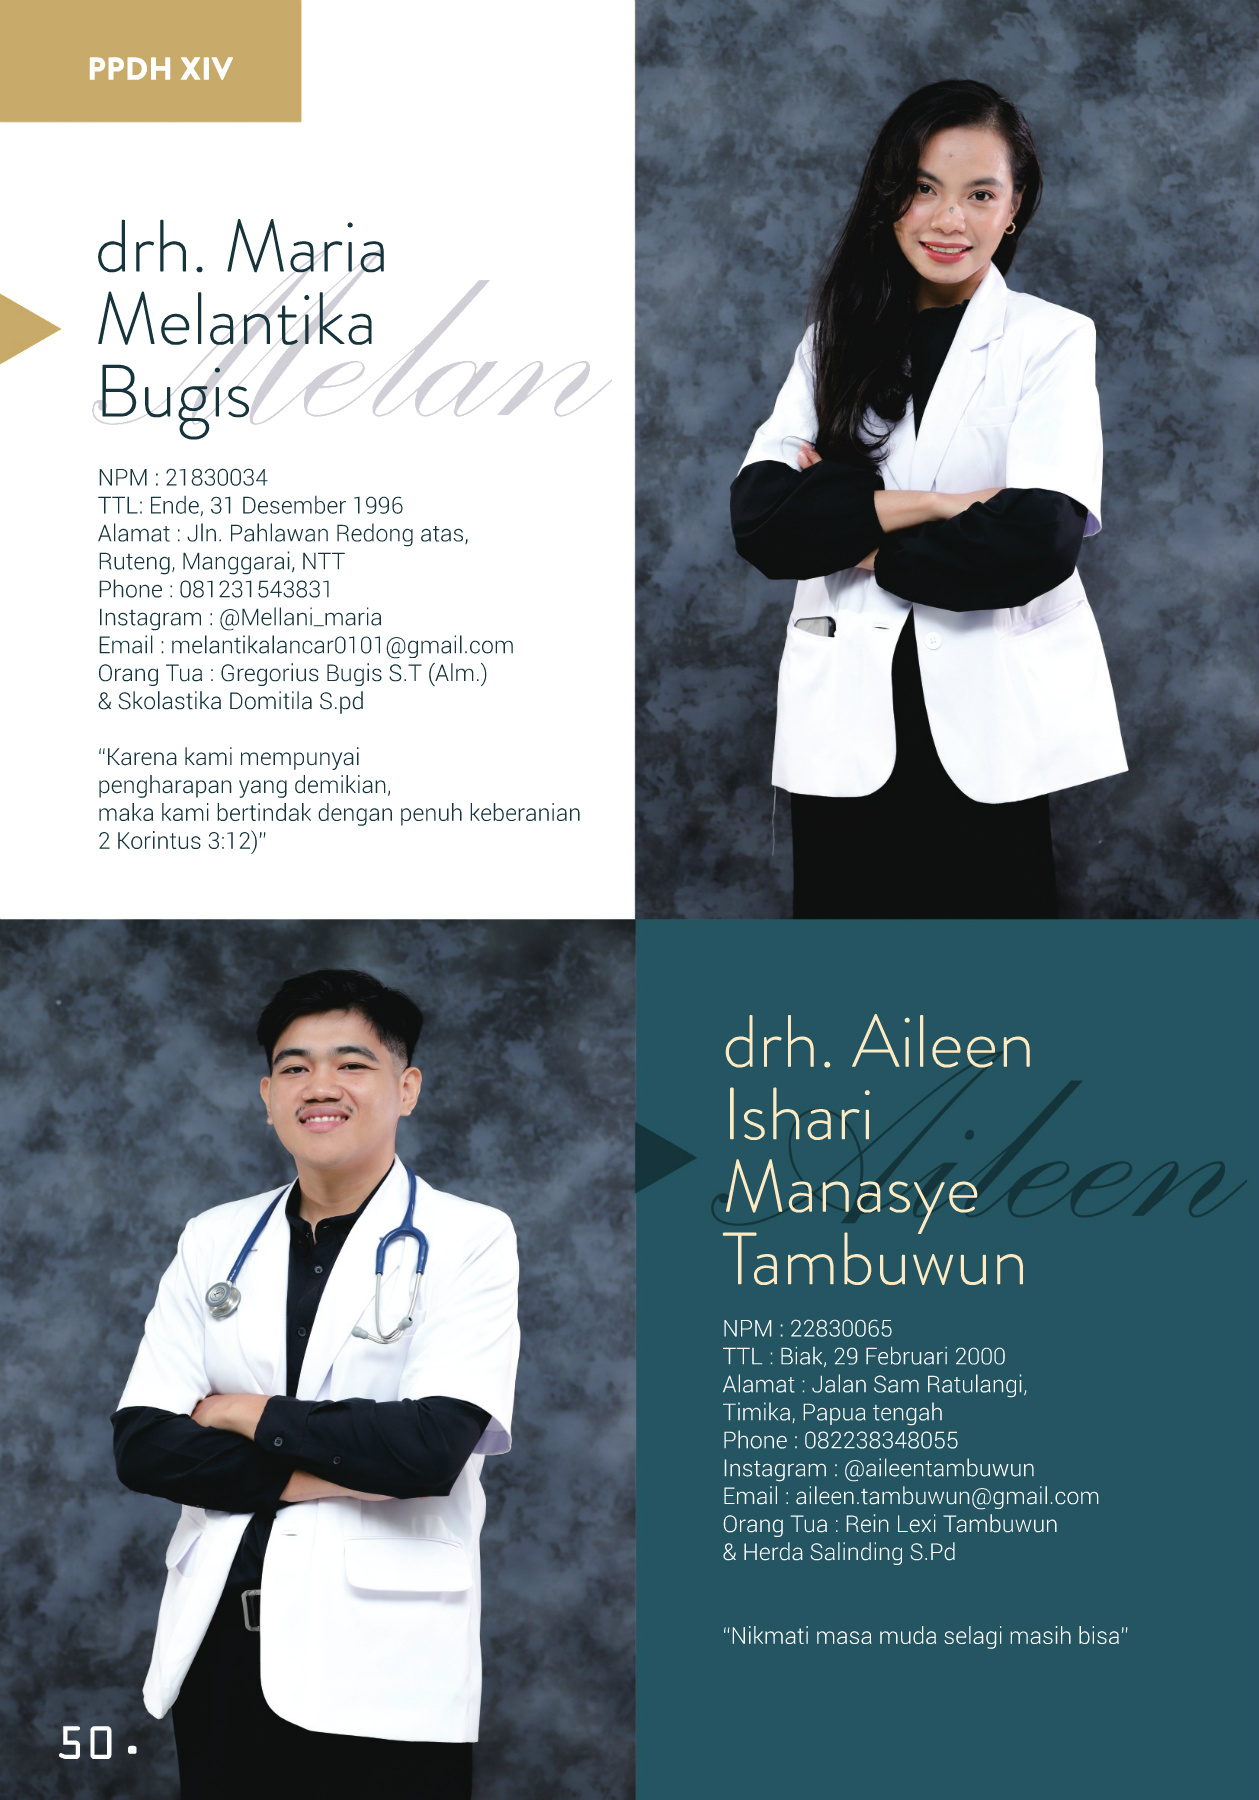 PPDH XIV
drh. Maria
Melantika
Bugis
Melan
NPM : 21830034
TTL: Ende, 31 Desember 1996
Alamat : Jln. Pahlawan Redong atas,
Ruteng, Manggarai, NTT
Phone : 081231543831
Instagram : @Mellani_maria
Email : melantikalancar0101@gmail.com
Orang Tua : Gregorius Bugis S.T (Alm.)
& Skolastika Domitila S.pd
“Karena kami mempunyai
pengharapan yang demikian,
maka kami bertindak dengan penuh keberanian
2 Korintus 3:12)”
drh. Aileen
Ishari
Manasye
Tambuwun
Aileen
NPM : 22830065
TTL : Biak, 29 Februari 2000
Alamat : Jalan Sam Ratulangi,
Timika, Papua tengah
Phone : 082238348055
Instagram : @aileentambuwun
Email : aileen.tambuwun@gmail.com
Orang Tua : Rein Lexi Tambuwun
& Herda Salinding S.Pd
“Nikmati masa muda selagi masih bisa”
50.